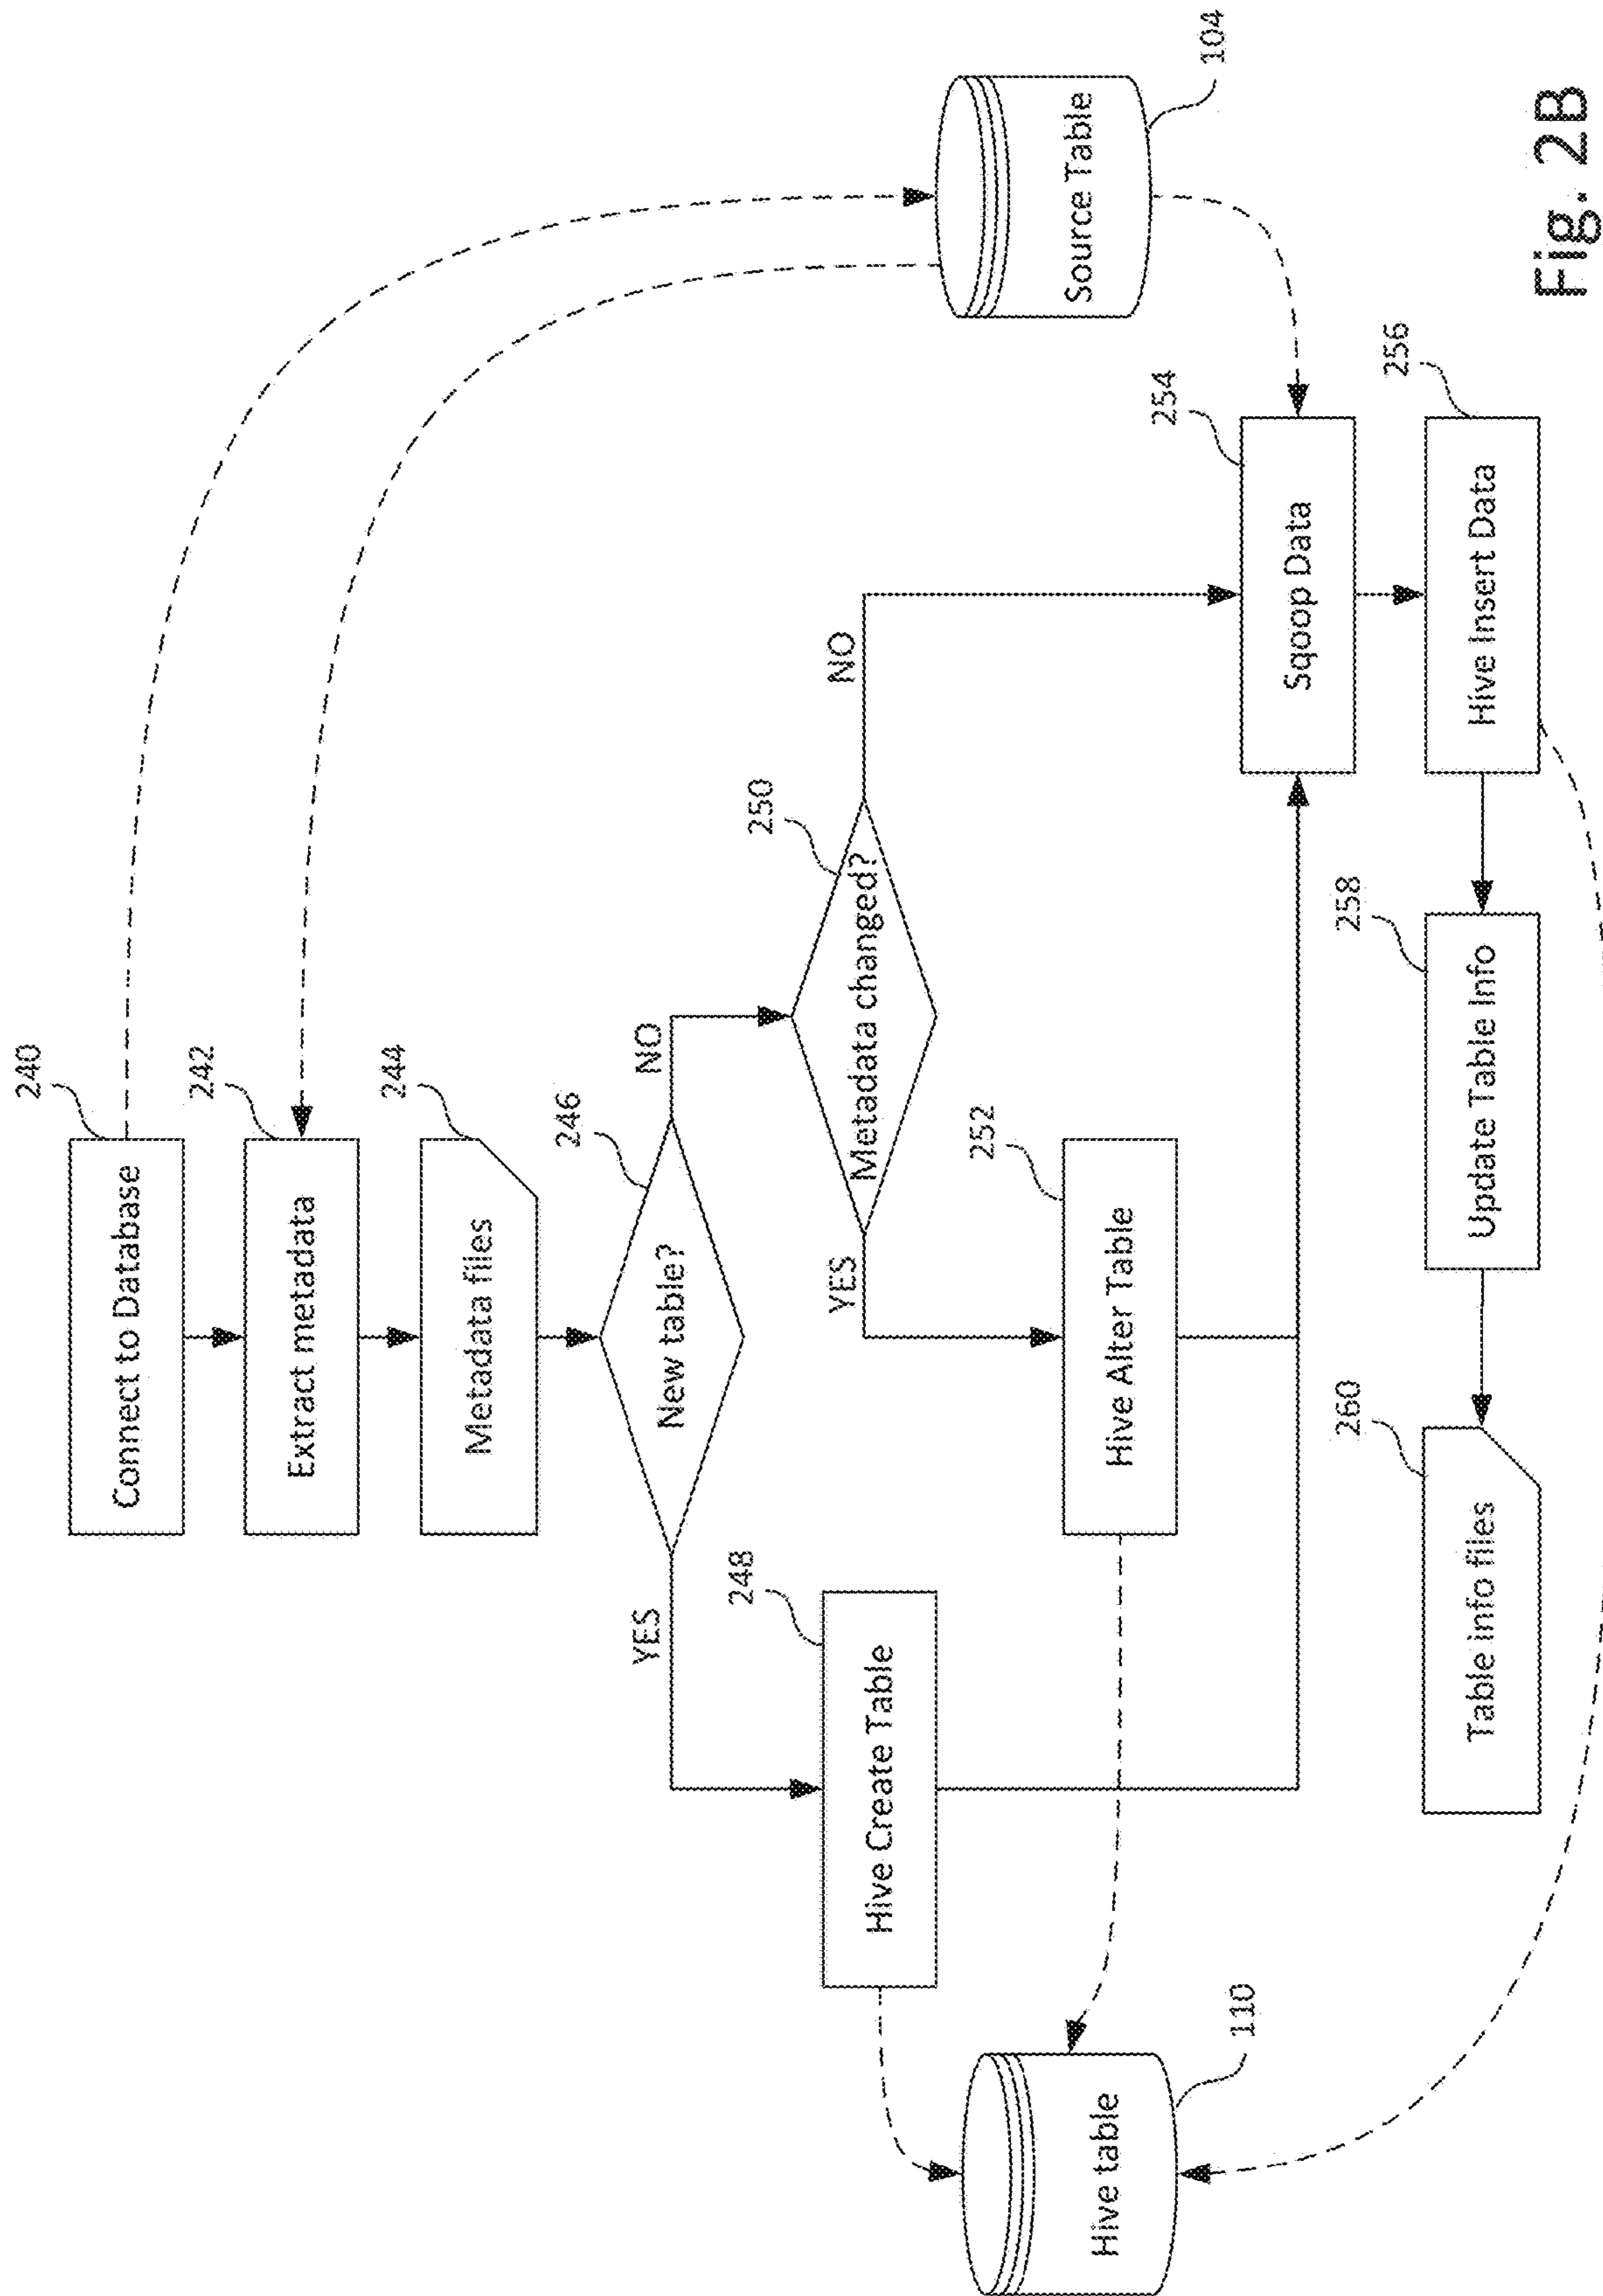 240
Connect to Database
242
Extract metadata
244
Metadata files
246
New table?
YES
NO
248
Hive Create Table
250
Metadata changed?
YES
NO
252
Hive Alter Table
Source Table
104
Hive table
110
254
Sqoop Data
256
Hive Insert Data
258
Update Table Info
260
Table info files
Fig. 2B